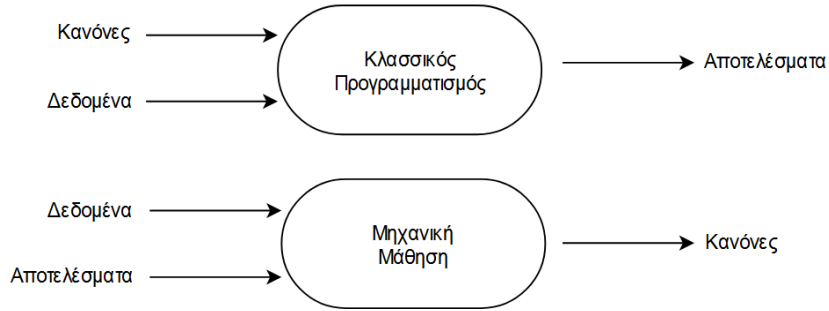 Κανόνες
Δεδομένα
Κλασσικός
Προγραμματισμός
Αποτελέσματα
Δεδομένα
Αποτελέσματα
Μηχανική
Μάθηση
Κανόνες